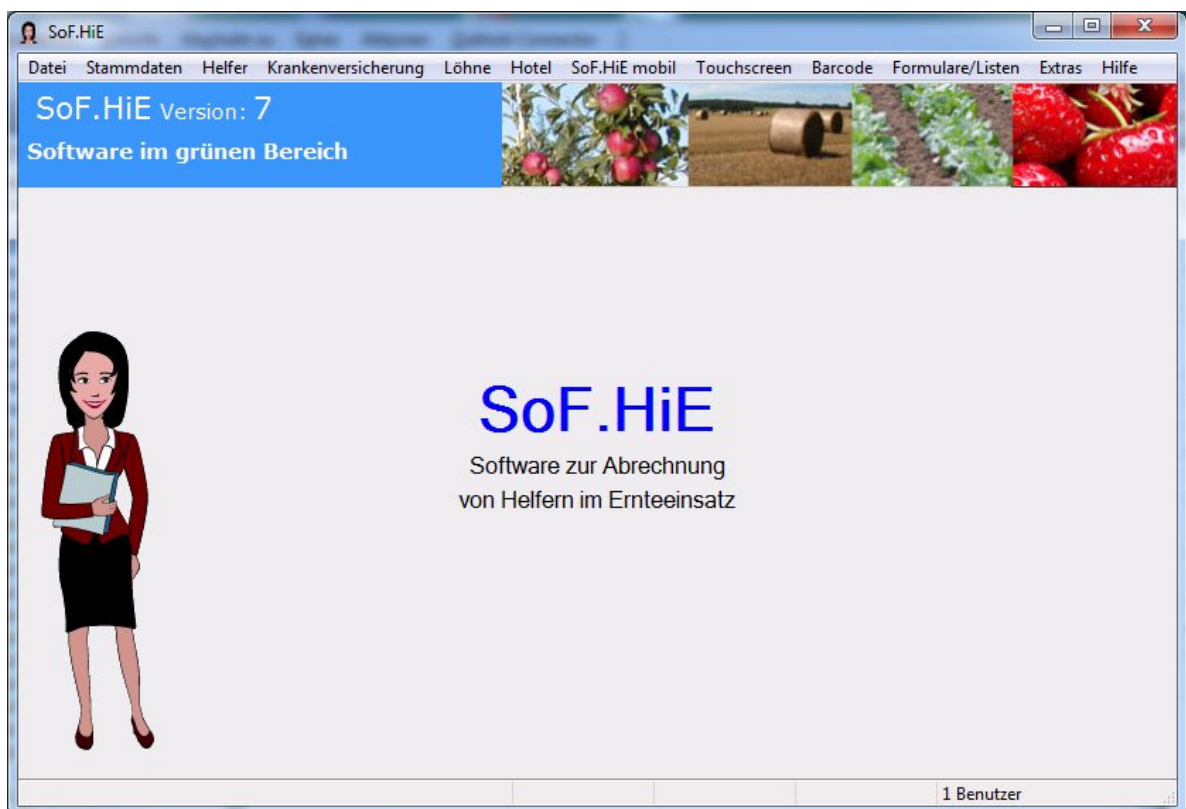 SoF.HiE
Datei Stammdaten Helfer Krankenversicherung Löhne Hotel SoF.HiE mobil Touchscreen Barcode Formulare/Listen Extras Hilfe
SoF.HiE Version: 7
Software im grünen Bereich
SoF.HiE
Software zur Abrechnung
von Helfern im Ernteeinsatz
1 Benutzer